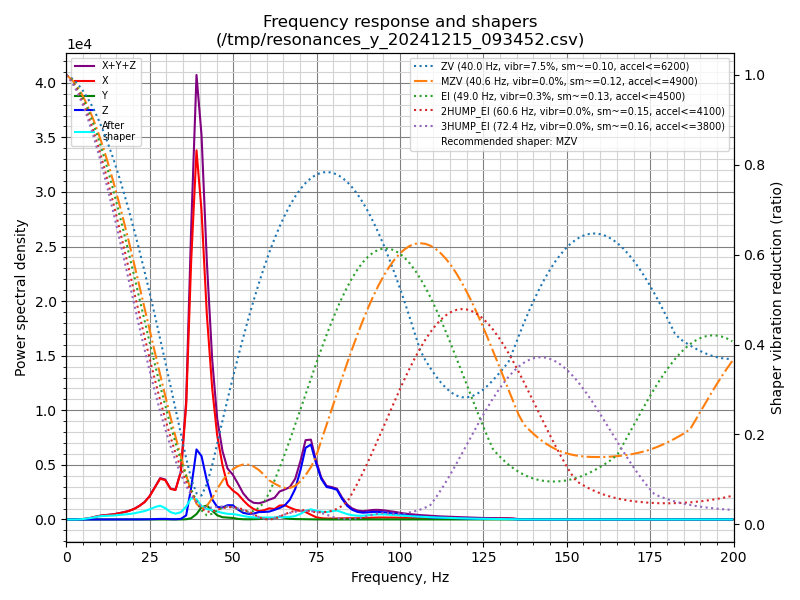 Frequency response and shapers
(/tmp/resonances_y_20241215_093452.csv)
1e4
X+Y+Z
X
Y
Z
After
shaper
ZV (40.0 Hz, vibr=7.5%, sm~=0.10, accel<=6200)
MZV (40.6 Hz, vibr=0.0%, sm~=0.12, accel<=4900)
EI (49.0 Hz, vibr=0.3%, sm~=0.13, accel<=4500)
2HUMP_EI (60.6 Hz, vibr=0.0%, sm~=0.15, accel<=4100)
3HUMP_EI (72.4 Hz, vibr=0.0%, sm~=0.16, accel<=3800)
Recommended shaper: MZV
Power spectral density
4.0
3.5
3.0
2.5
2.0
1.5
1.0
0.5
0.0
1.0
0.8
0.6
0.4
0.2
0.0
Shaper vibration reduction (ratio)
0 25 50 75 100 125 150 175 200
Frequency, Hz